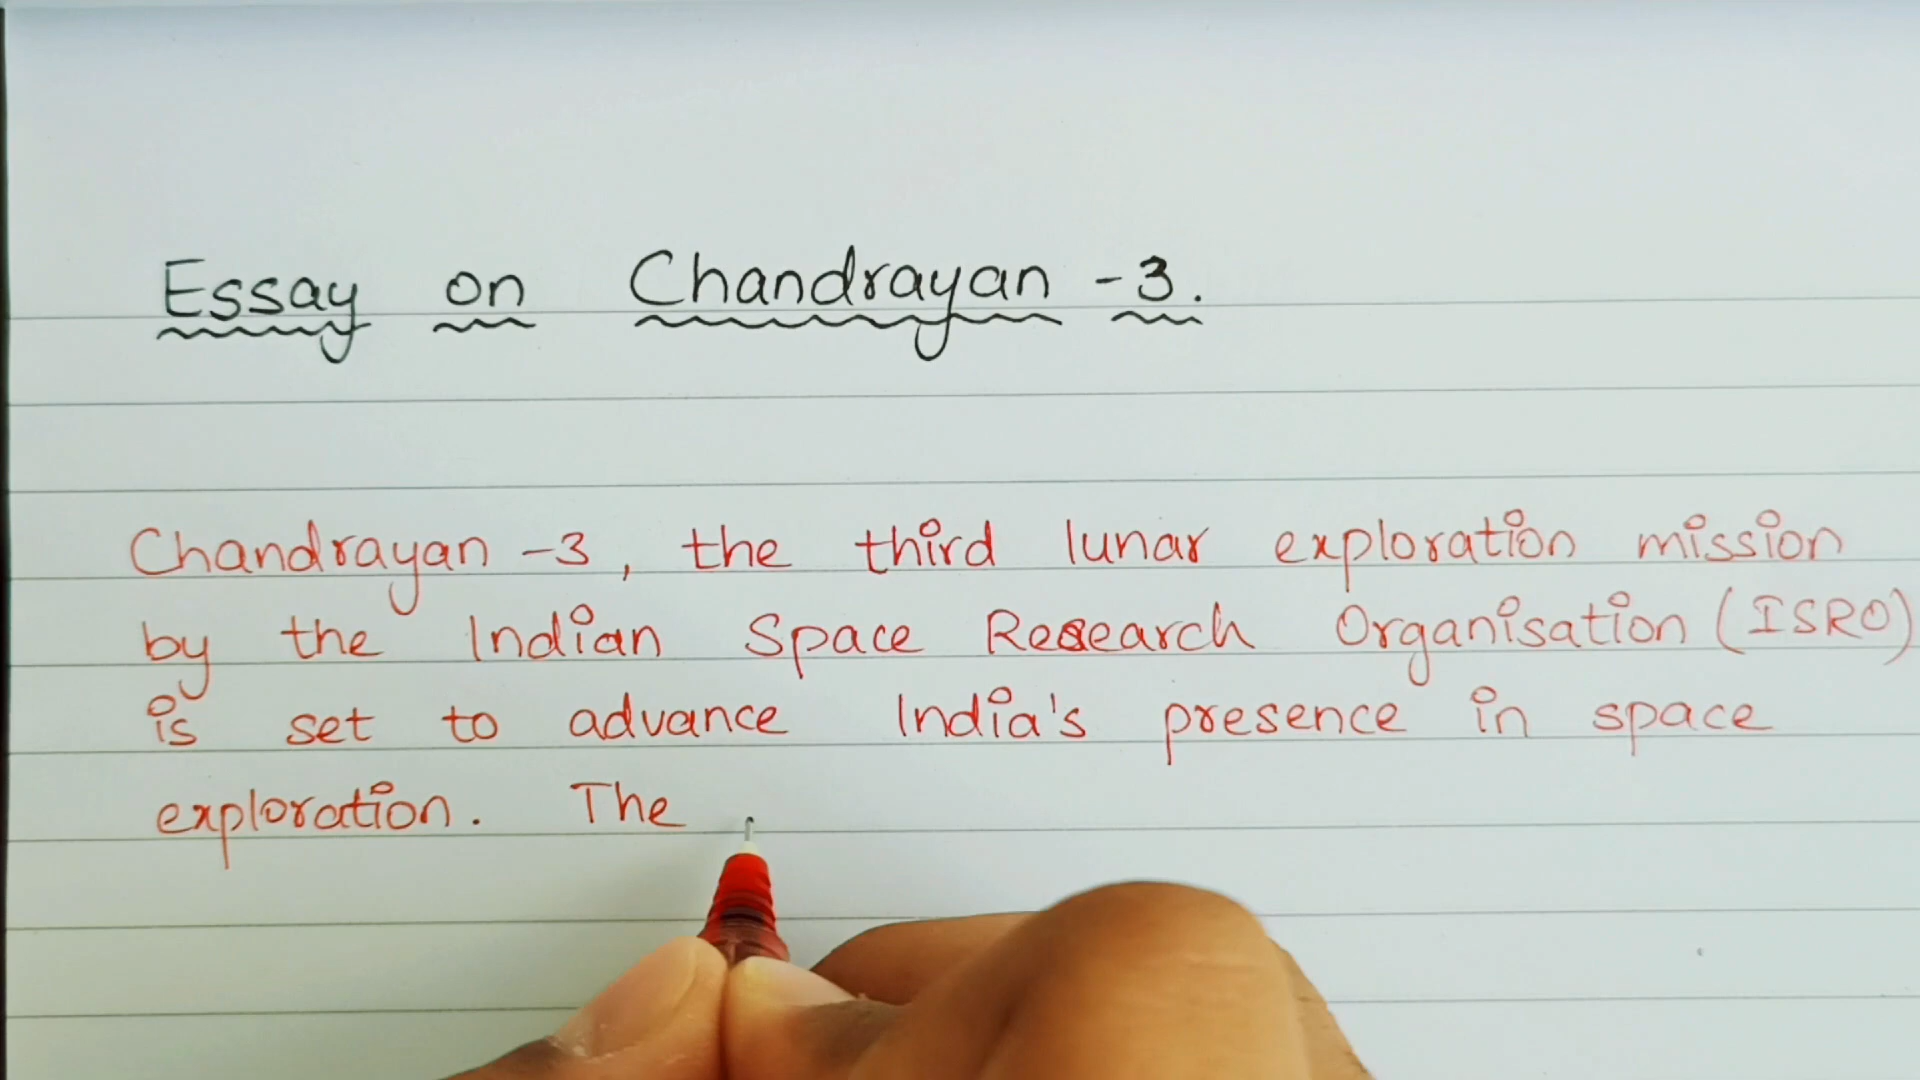 Essay on Chandrayan -3.
Chandrayan -3, the third lunar exploration mission
by the Indian Space Research Organisation (ISRO)
is set to advance India's presence in space
exploration. The